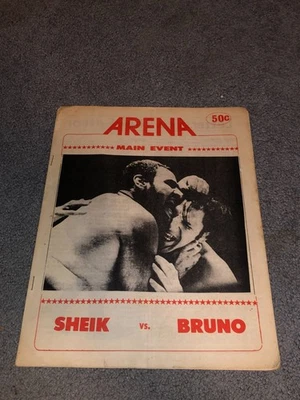 50¢
ARENA
MAIN EVENT
SHEIK vs. BRUNO